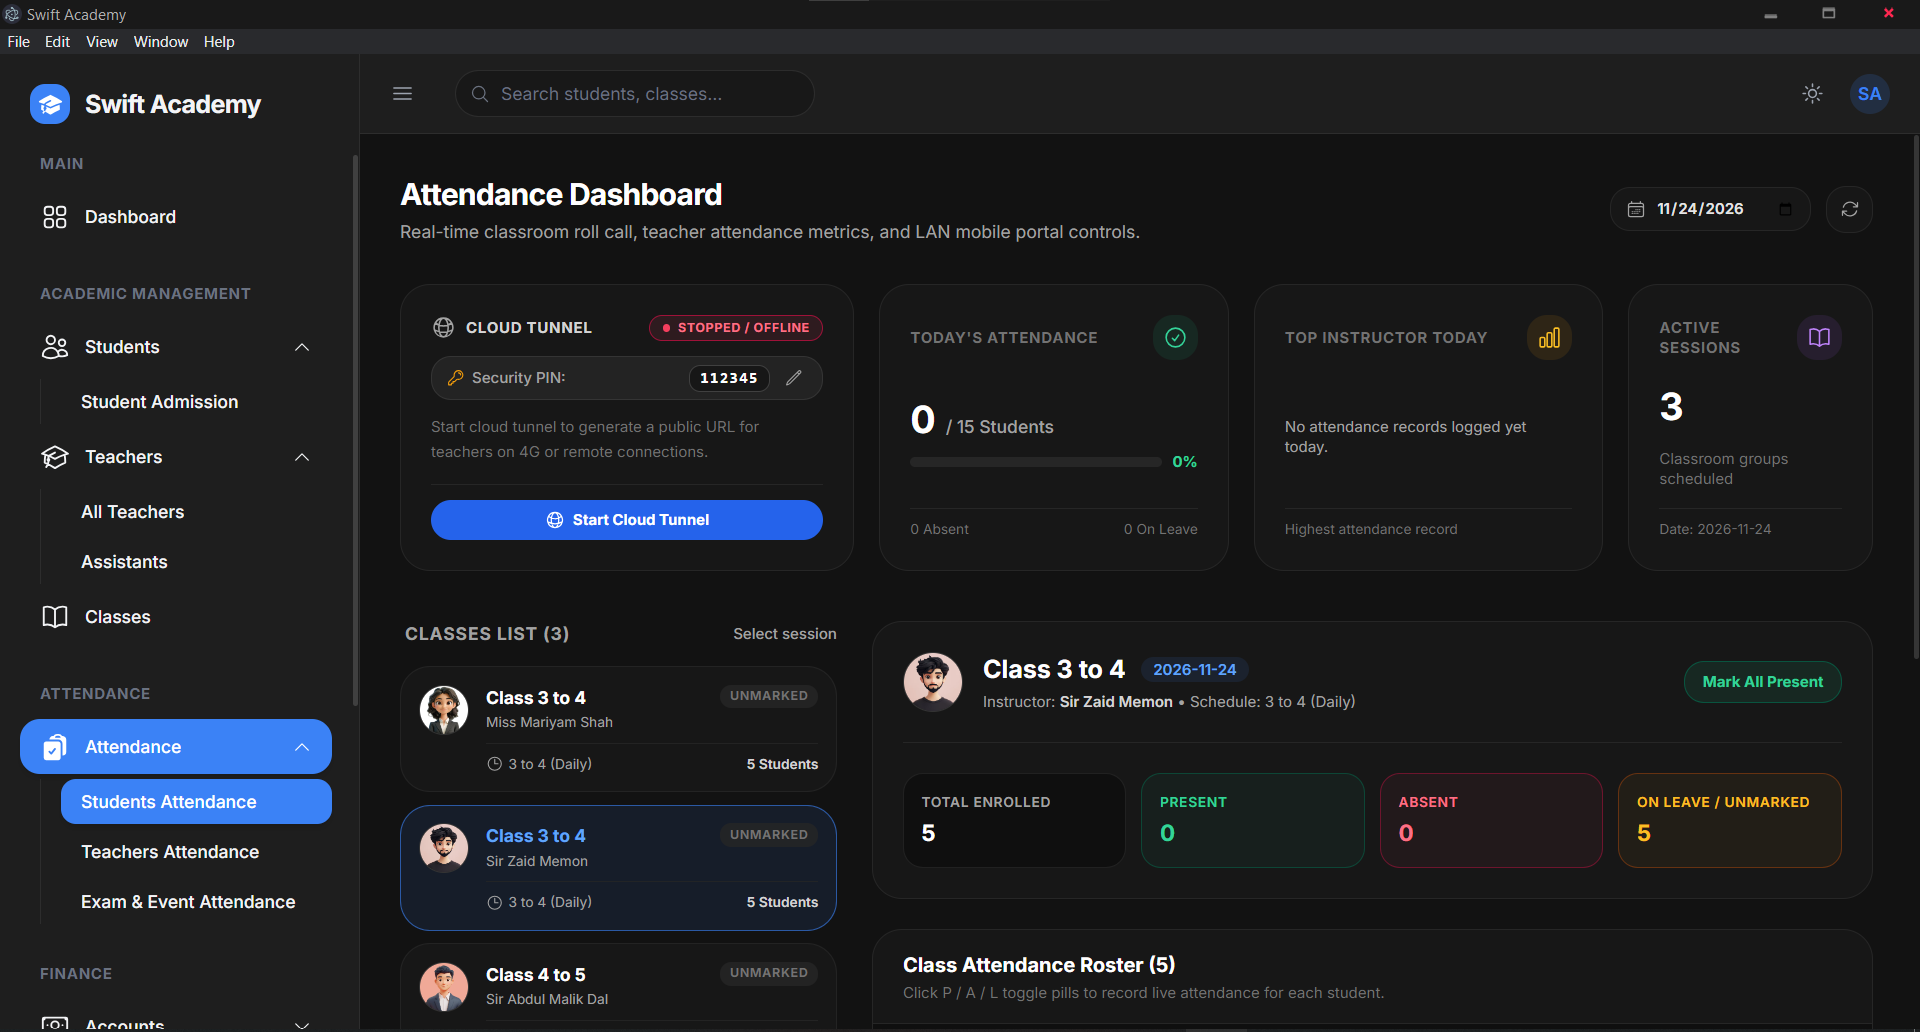 Swift Academy
File Edit View Window Help
Swift Academy
MAIN
Dashboard
ACADEMIC MANAGEMENT
Students
Student Admission
Teachers
All Teachers
Assistants
Classes
ATTENDANCE
Attendance
Students Attendance
Teachers Attendance
Exam & Event Attendance
FINANCE
Accounts
Search students, classes...
SA
Attendance Dashboard
Real-time classroom roll call, teacher attendance metrics, and LAN mobile portal controls.
11/24/2026
CLOUD TUNNEL
STOPPED / OFFLINE
Security PIN:
112345
Start cloud tunnel to generate a public URL for
teachers on 4G or remote connections.
Start Cloud Tunnel
TODAY'S ATTENDANCE
0 / 15 Students
0%
0 Absent
0 On Leave
TOP INSTRUCTOR TODAY
No attendance records logged yet
today.
Highest attendance record
ACTIVE
SESSIONS
3
Classroom groups
scheduled
Date: 2026-11-24
CLASSES LIST (3)
Select session
Class 3 to 4
UNMARKED
Miss Mariyam Shah
3 to 4 (Daily)
5 Students
Class 3 to 4
UNMARKED
Sir Zaid Memon
3 to 4 (Daily)
5 Students
Class 4 to 5
UNMARKED
Sir Abdul Malik Dal
Class 3 to 4
2026-11-24
Instructor: Sir Zaid Memon • Schedule: 3 to 4 (Daily)
Mark All Present
TOTAL ENROLLED
5
PRESENT
0
ABSENT
0
ON LEAVE / UNMARKED
5
Class Attendance Roster (5)
Click P / A / L toggle pills to record live attendance for each student.